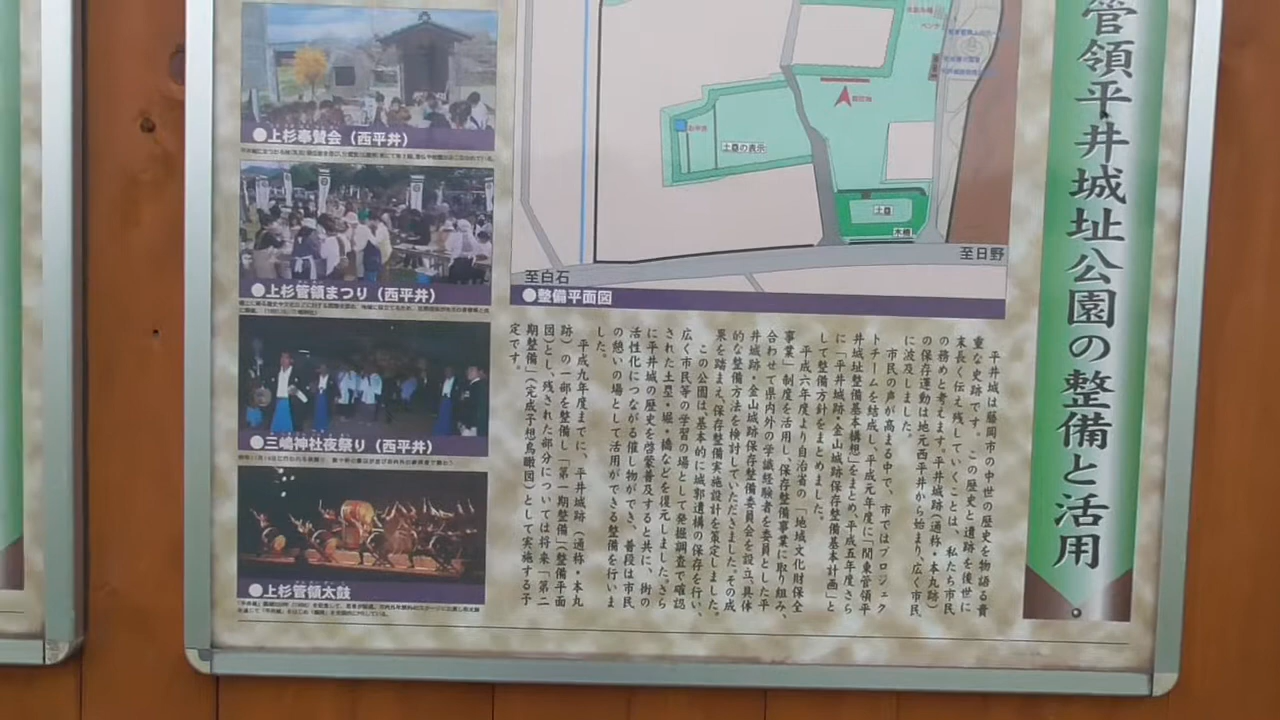 管領平井城址公園の整備と活用
平井城は藤岡市の中世の歴史を物語る貴
重な史跡です。この歴史と遺跡を後世に
末長く伝え残していくことは、私たち市民
の務めと考えます。平井城跡(通称・本丸跡)
の保存運動は地元西平井から始まり、広く市民
に波及しました。
市民の声が高まる中で、市ではプロジェク
トチームを結成し、平成元年度に「関東管領平
井城址整備基本構想」をまとめ、平成五年度さら
に「平井城跡・金山城跡保存整備基本計画」と
して整備方針をまとめました。
平成六年度より自治省の「地域文化財保全
事業」制度を活用し、保存整備事業に取り組み、
合わせて県内外の学識経験者を委員とした平
井城跡・金山城跡保存整備委員会を設立、具体
的な整備方法を検討していただきました。その成
果を踏まえ、保存整備実施設計を策定しました。
この公園は、基本的に城郭遺構の保存を行い、
広く市民等の学習の場として発掘調査で確認
された土塁・堀・橋などを復元しました。さら
に平井城の歴史を啓蒙普及すると共に、街の
活性化につながる催し物ができ、普段は市民
の憩いの場として活用ができる整備を行いま
した。
平成九年度までに、平井城跡(通称・本丸
跡)の一部を整備し「第一期整備」(整備平面
図)とし、残された部分については将来「第二
期整備」(完成予想鳥瞰図)として実施する予
定です。
土塁の表示
土塁
木橋
至白石
至日野
●整備平面図
●上杉奉賛会(西平井)
●上杉管領まつり(西平井)
●三嶋神社夜祭り(西平井)
●上杉管領太鼓